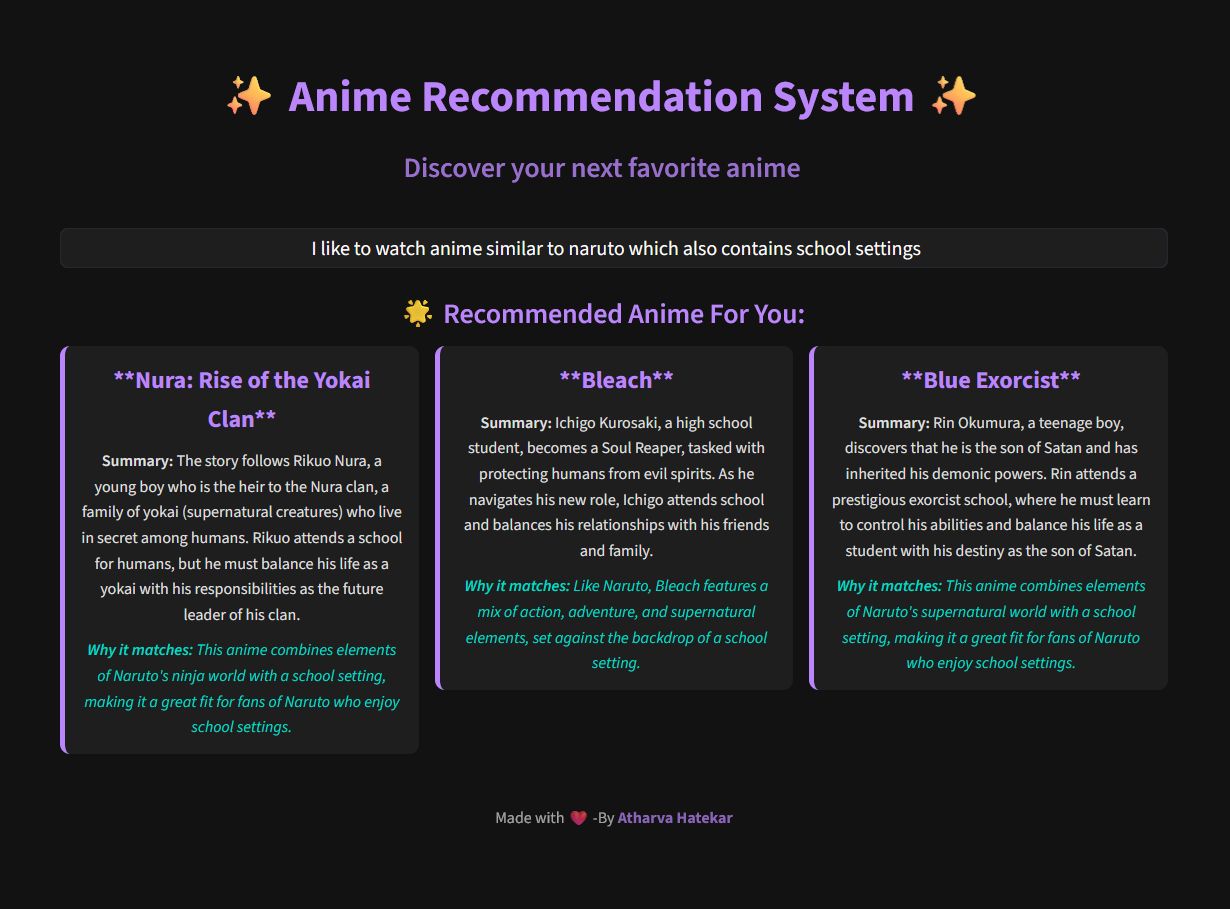 ✨ Anime Recommendation System ✨
Discover your next favorite anime
I like to watch anime similar to naruto which also contains school settings
🌟 Recommended Anime For You:
**Nura: Rise of the Yokai
Clan**
Summary: The story follows Rikuo Nura, a
young boy who is the heir to the Nura clan, a
family of yokai (supernatural creatures) who live
in secret among humans. Rikuo attends a school
for humans, but he must balance his life as a
yokai with his responsibilities as the future
leader of his clan.
Why it matches: This anime combines elements
of Naruto's ninja world with a school setting,
making it a great fit for fans of Naruto who enjoy
school settings.
**Bleach**
Summary: Ichigo Kurosaki, a high school
student, becomes a Soul Reaper, tasked with
protecting humans from evil spirits. As he
navigates his new role, Ichigo attends school
and balances his relationships with his friends
and family.
Why it matches: Like Naruto, Bleach features a
mix of action, adventure, and supernatural
elements, set against the backdrop of a school
setting.
**Blue Exorcist**
Summary: Rin Okumura, a teenage boy,
discovers that he is the son of Satan and has
inherited his demonic powers. Rin attends a
prestigious exorcist school, where he must learn
to control his abilities and balance his life as a
student with his destiny as the son of Satan.
Why it matches: This anime combines elements
of Naruto's supernatural world with a school
setting, making it a great fit for fans of Naruto
who enjoy school settings.
Made with ❤️ -By Atharva Hatekar